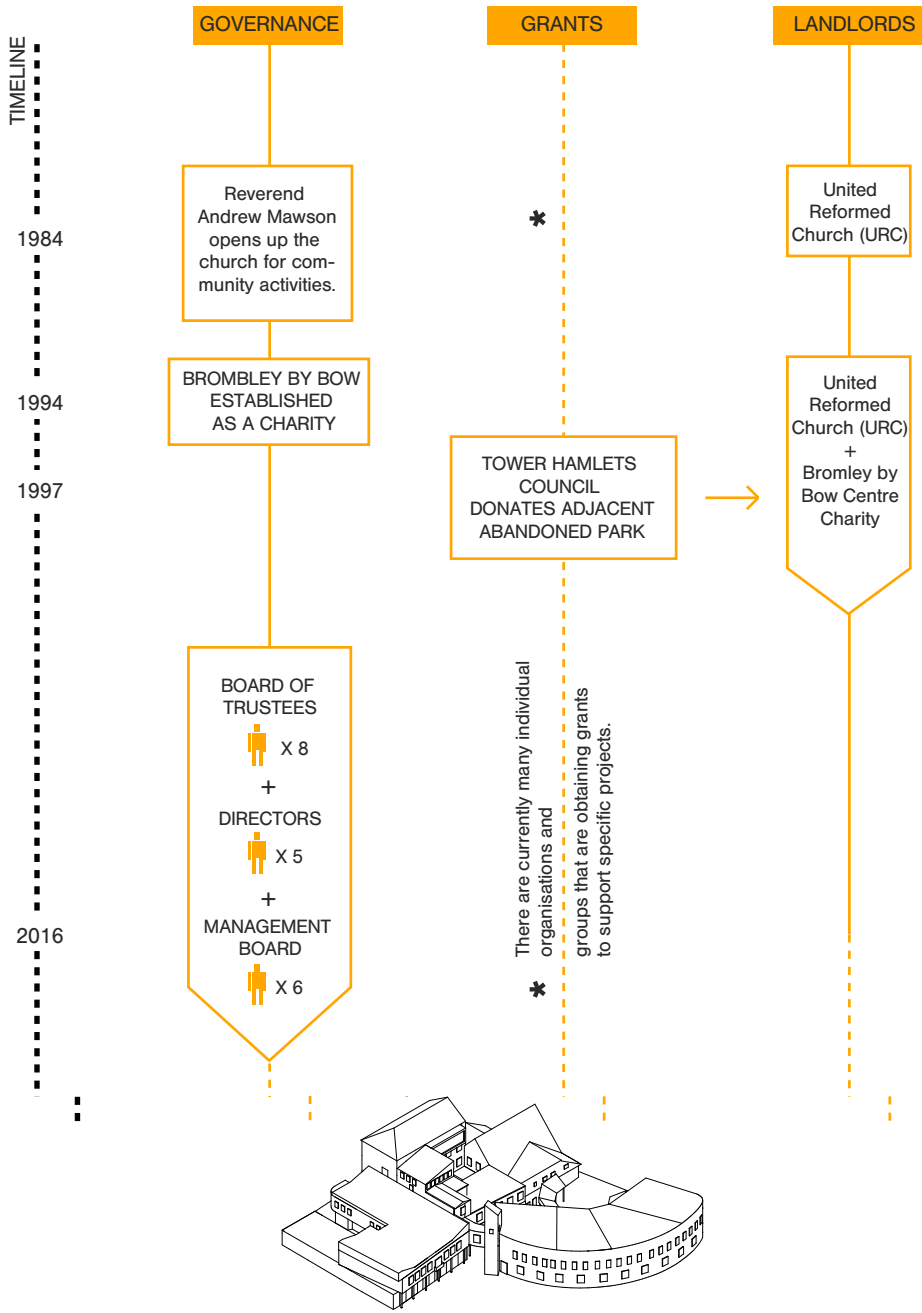 GOVERNANCE
GRANTS
LANDLORDS
TIMELINE
1984
1994
1997
2016
Reverend
Andrew Mawson
opens up the
church for com-
munity activities.
BROMBLEY BY BOW
ESTABLISHED
AS A CHARITY
BOARD OF
TRUSTEES
X 8
+
DIRECTORS
X 5
+
MANAGEMENT
BOARD
X 6
*
TOWER HAMLETS
COUNCIL
DONATES ADJACENT
ABANDONED PARK
* There are currently many individual
organisations and
groups that are obtaining grants
to support specific projects.
United
Reformed
Church (URC)
United
Reformed
Church (URC)
+
Bromley by
Bow Centre
Charity